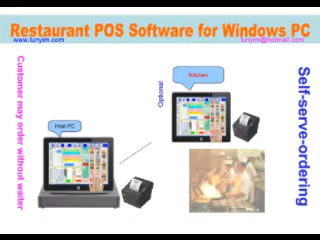 Restaurant POS Software for Windows PC
www.lunyim.com
lunyim@hotmail.com
Customer may order without waiter
Host PC
Optional
Kitchen
Self-serve-ordering